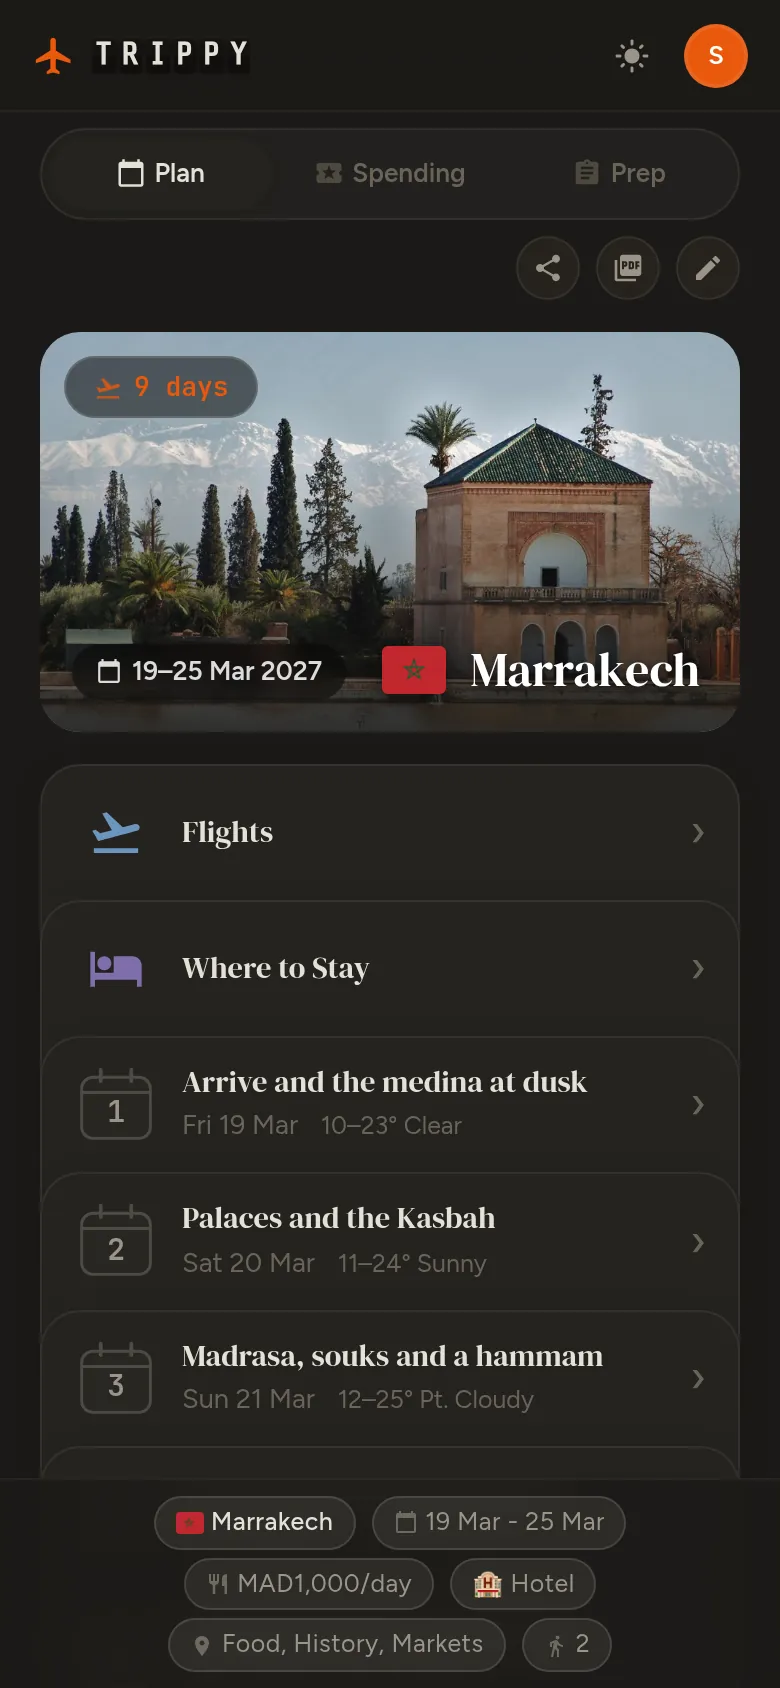 TRIPPY
S
Plan
Spending
Prep
PDF
9 days
19–25 Mar 2027
Marrakech
Flights
Where to Stay
1
Arrive and the medina at dusk
Fri 19 Mar 10–23° Clear
2
Palaces and the Kasbah
Sat 20 Mar 11–24° Sunny
3
Madrasa, souks and a hammam
Sun 21 Mar 12–25° Pt. Cloudy
Marrakech
19 Mar - 25 Mar
MAD1,000/day
H
Hotel
Food, History, Markets
2